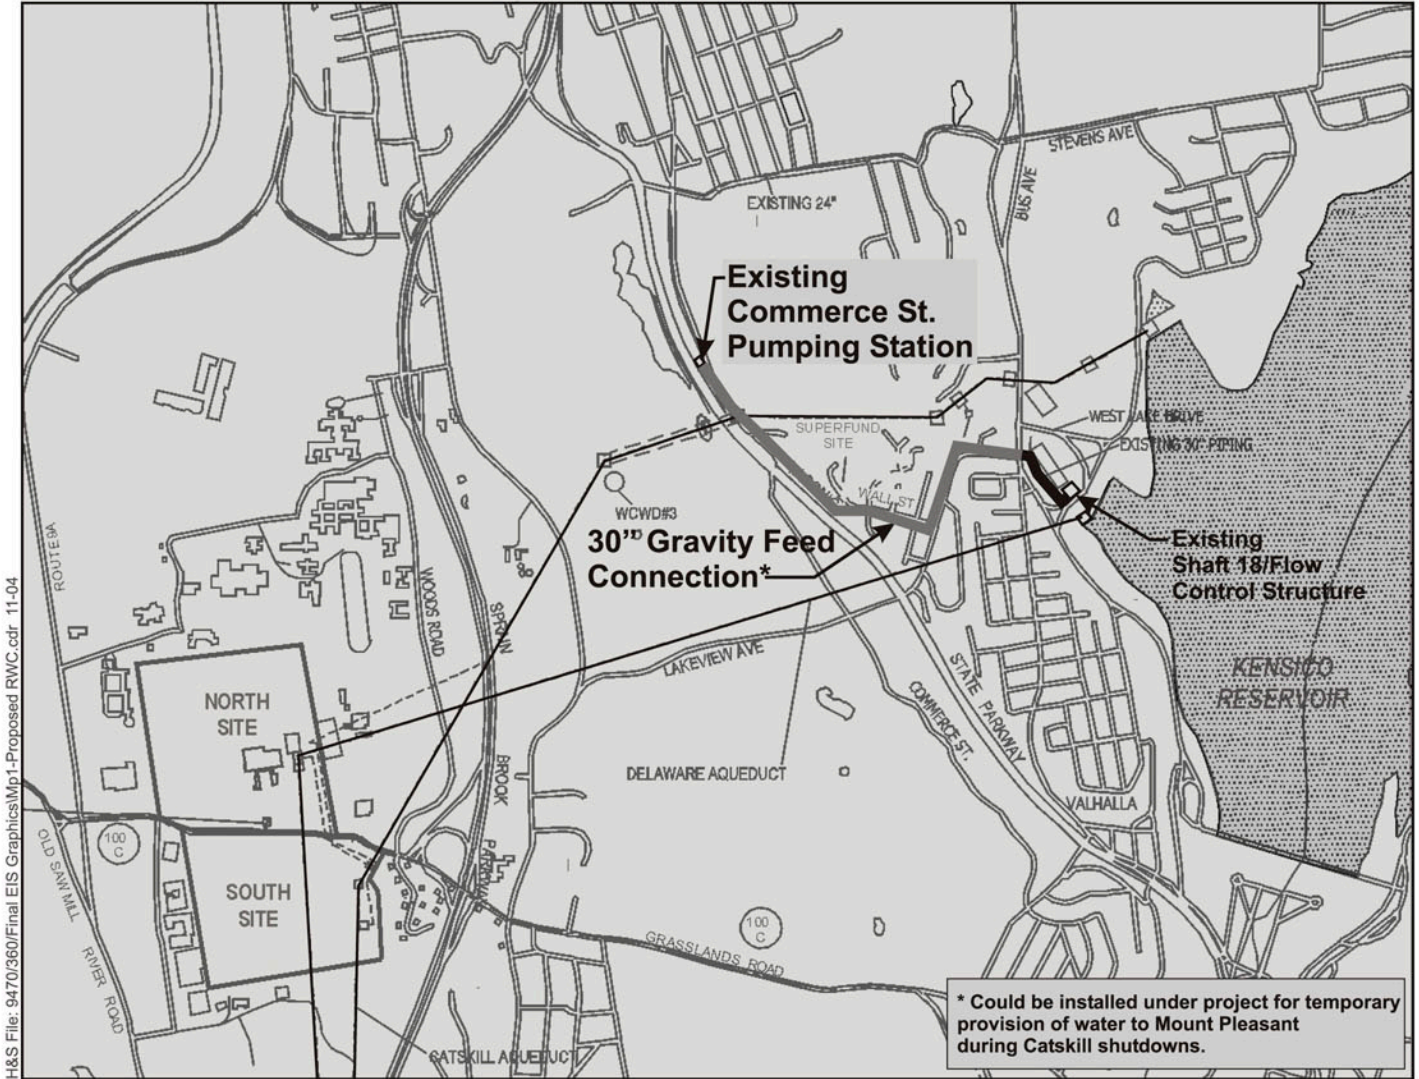 STEVENS AVE
BUS AVE
EXISTING 24"
Existing
Commerce St.
Pumping Station
WEST LAKE DRIVE
SUPERFUND
SITE
EXISTING 30" PIPING
WALL ST
WCWD#3
30” Gravity Feed
Connection*
Existing
Shaft 18/Flow
Control Structure
ROUTE 9A
WOODS ROAD
SPRAIN
BROOK
PARKWAY
LAKEVIEW AVE
STATE PARKWAY
COMMERCE ST.
KENSICO
RESERVOIR
NORTH
SITE
DELAWARE AQUEDUCT
VALHALLA
100
C
OLD SAW MILL
RIVER ROAD
SOUTH
SITE
100
C
GRASSLANDS ROAD
CATSKILL AQUEDUCT
* Could be installed under project for temporary
provision of water to Mount Pleasant
during Catskill shutdowns.
H&S File: 9470/360/Final EIS Graphics\Mp1-Proposed RWC.cdr 11-04